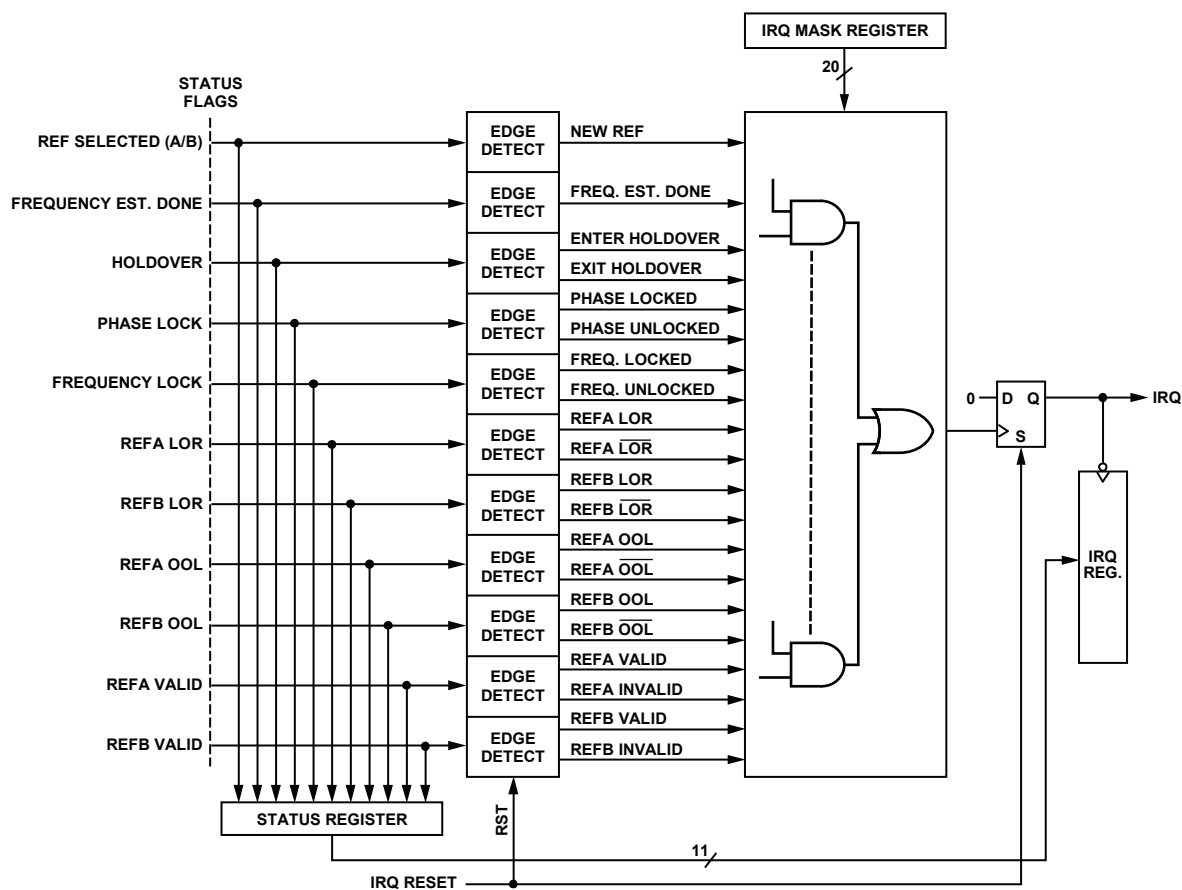 IRQ MASK REGISTER
20
STATUS
FLAGS
REF SELECTED (A/B)
EDGE
DETECT
NEW REF
FREQUENCY EST. DONE
EDGE
DETECT
FREQ. EST. DONE
HOLDOVER
EDGE
DETECT
ENTER HOLDOVER
EXIT HOLDOVER
PHASE LOCK
EDGE
DETECT
PHASE LOCKED
PHASE UNLOCKED
FREQUENCY LOCK
EDGE
DETECT
FREQ. LOCKED
FREQ. UNLOCKED
REFA LOR
EDGE
DETECT
REFA LOR
REFA L̅O̅R̅
REFB LOR
EDGE
DETECT
REFB LOR
REFB L̅O̅R̅
REFA OOL
EDGE
DETECT
REFA OOL
REFA O̅O̅L̅
REFB OOL
EDGE
DETECT
REFB OOL
REFB O̅O̅L̅
REFA VALID
EDGE
DETECT
REFA VALID
REFA INVALID
REFB VALID
EDGE
DETECT
REFB VALID
REFB INVALID
0
D Q
S
IRQ
IRQ
REG.
STATUS REGISTER
RST
11
IRQ RESET